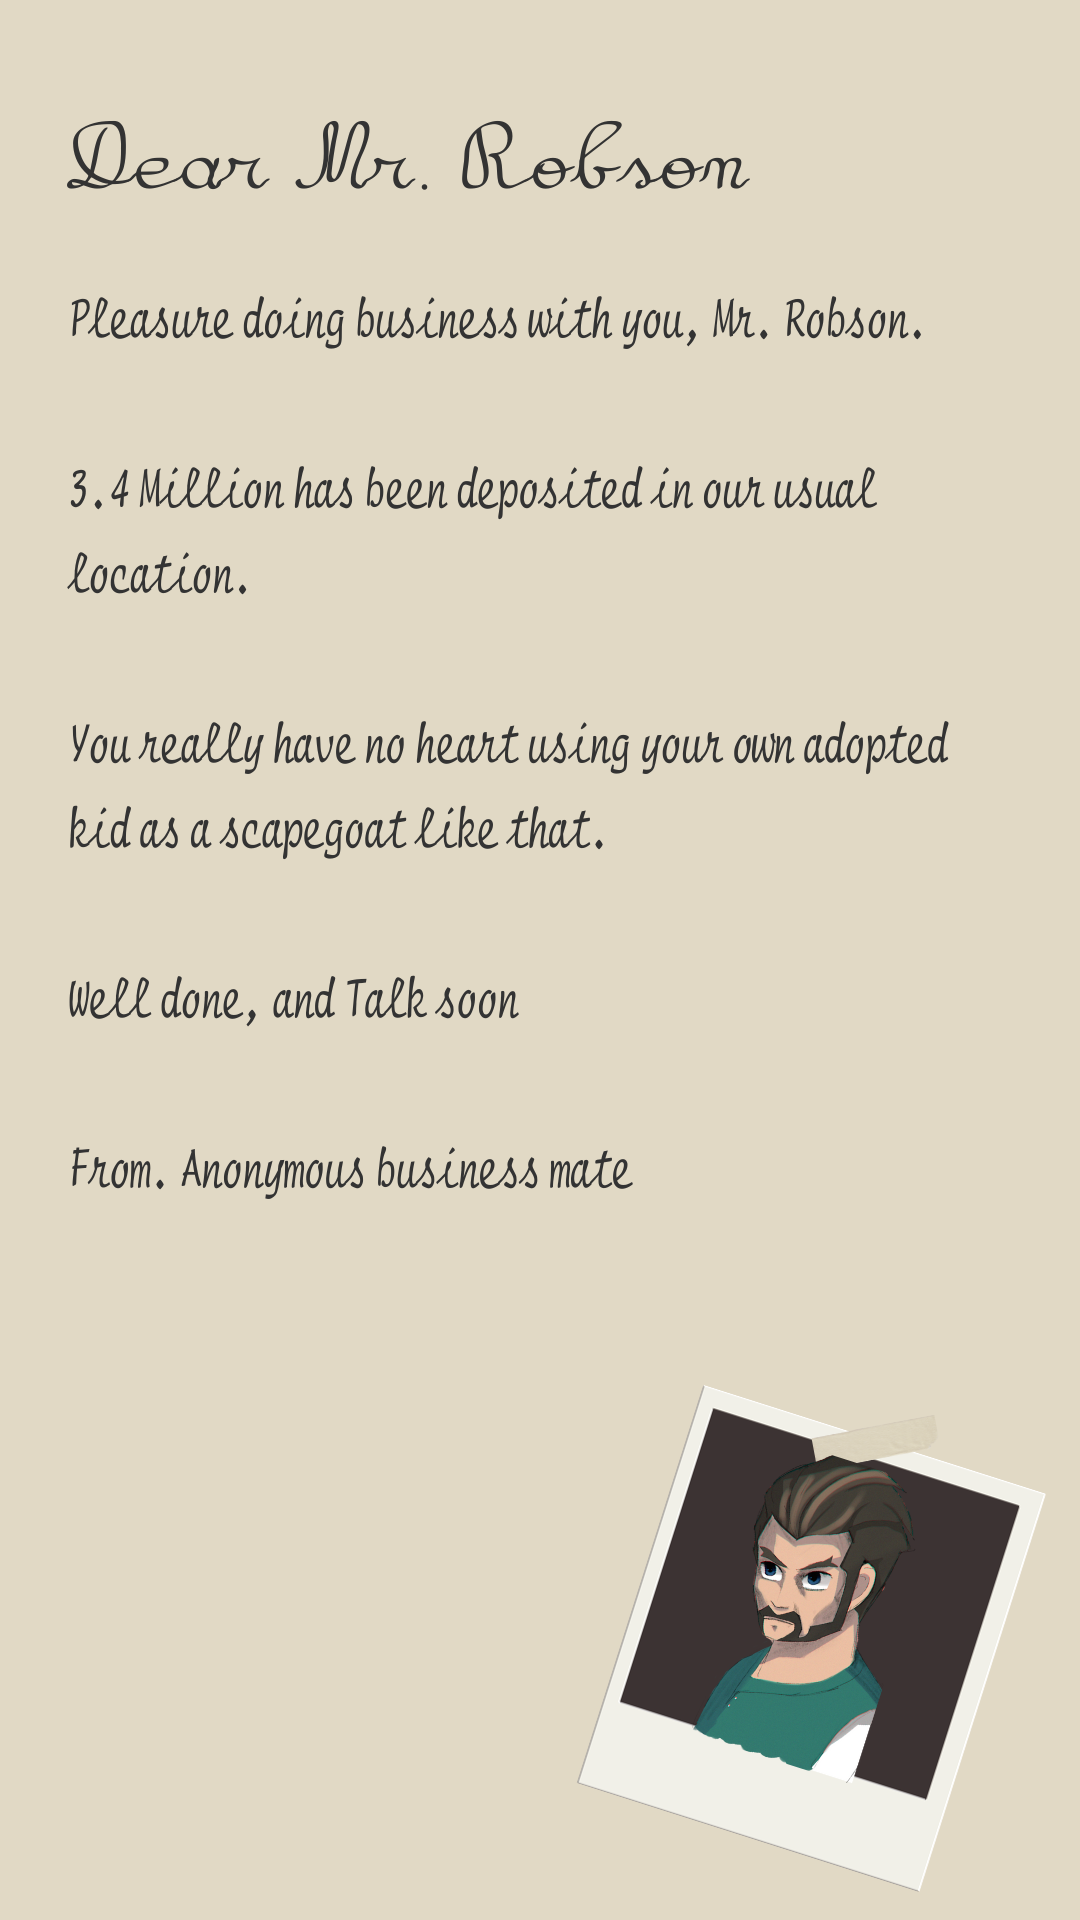 Dear Mr. Robson
Pleasure doing business with you, Mr. Robson.
3.4 Million has been deposited in our usual
location.
You really have no heart using your own adopted
kid as a scapegoat like that.
Well done, and Talk soon
From. Anonymous business mate